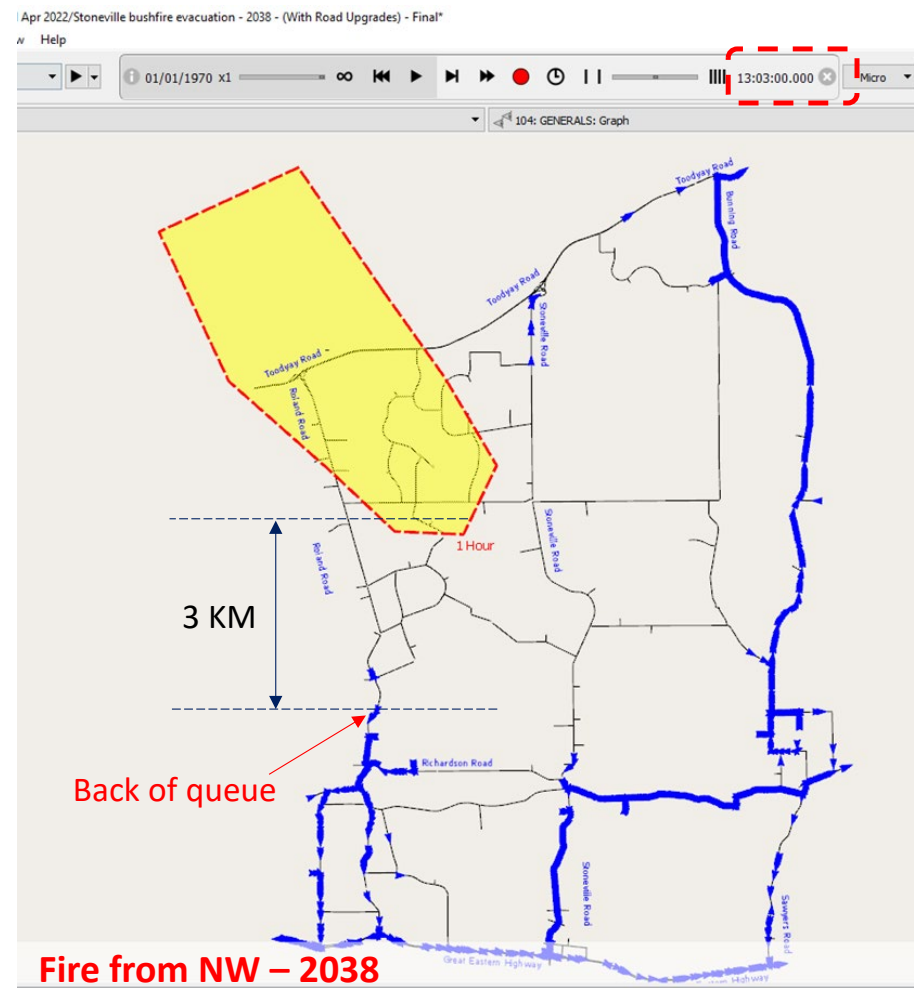 Apr 2022/Stoneville bushfire evacuation - 2038 - (With Road Upgrades) - Final*
w Help
01/01/1970 x1
13:03:00.000
Micro
104: GENERALS: Graph
Toodyay Road
Bunning Road
Toodyay Road
Stoneville Road
Toodyay Road
Roland Road
1 Hour
Stoneville Road
Roland Road
3 KM
Back of queue
Richardson Road
Stoneville Road
Sawyers Road
Great Eastern Highway
Eastern Highway
Fire from NW – 2038